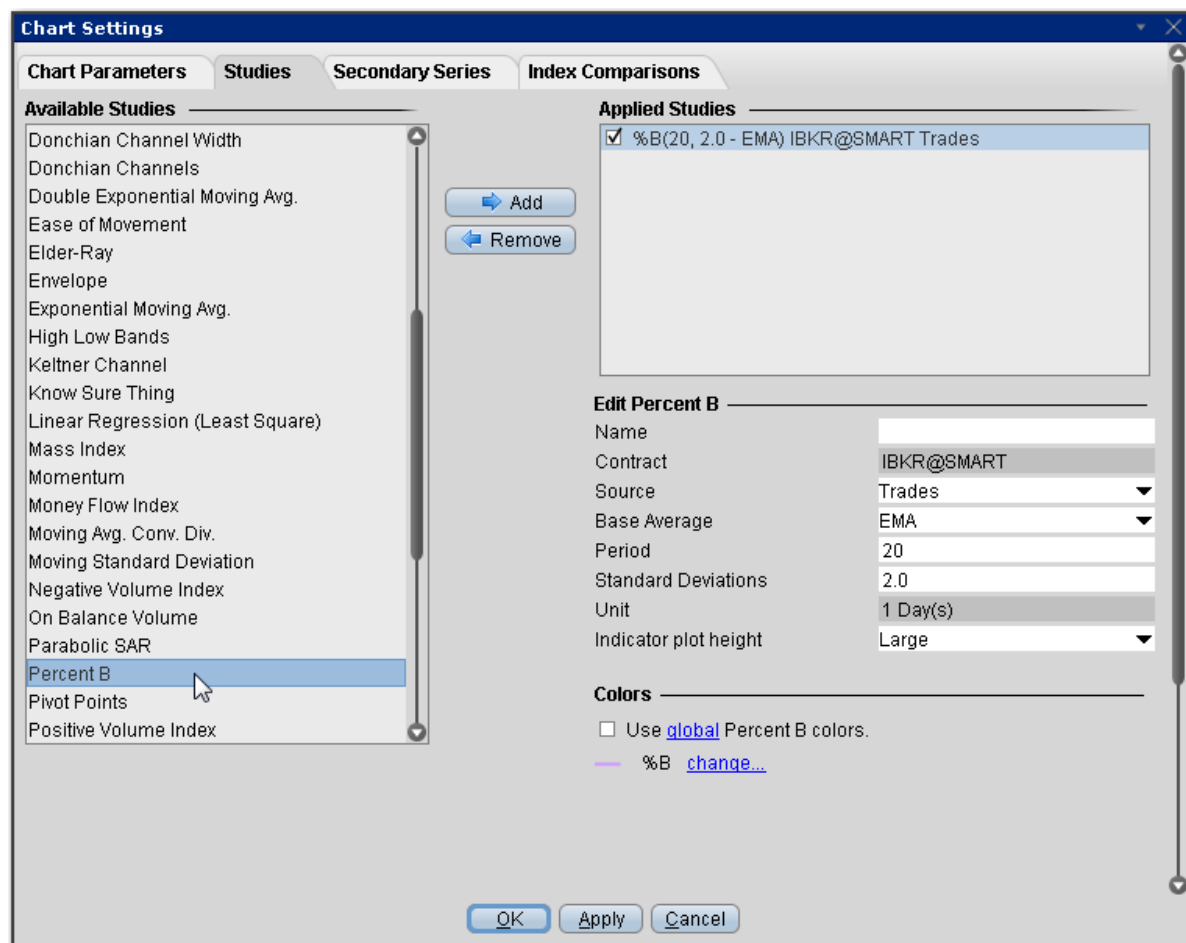 Chart Settings
Chart Parameters
Studies
Secondary Series
Index Comparisons
Available Studies
Donchian Channel Width
Donchian Channels
Double Exponential Moving Avg.
Ease of Movement
Elder-Ray
Envelope
Exponential Moving Avg.
High Low Bands
Keltner Channel
Know Sure Thing
Linear Regression (Least Square)
Mass Index
Momentum
Money Flow Index
Moving Avg. Conv. Div.
Moving Standard Deviation
Negative Volume Index
On Balance Volume
Parabolic SAR
Percent B
Pivot Points
Positive Volume Index
Add
Remove
Applied Studies
%B(20, 2.0 - EMA) IBKR@SMART Trades
Edit Percent B
Name
Contract IBKR@SMART
Source Trades
Base Average EMA
Period 20
Standard Deviations 2.0
Unit 1 Day(s)
Indicator plot height Large
Colors
Use global Percent B colors.
%B change...
OK Apply Cancel